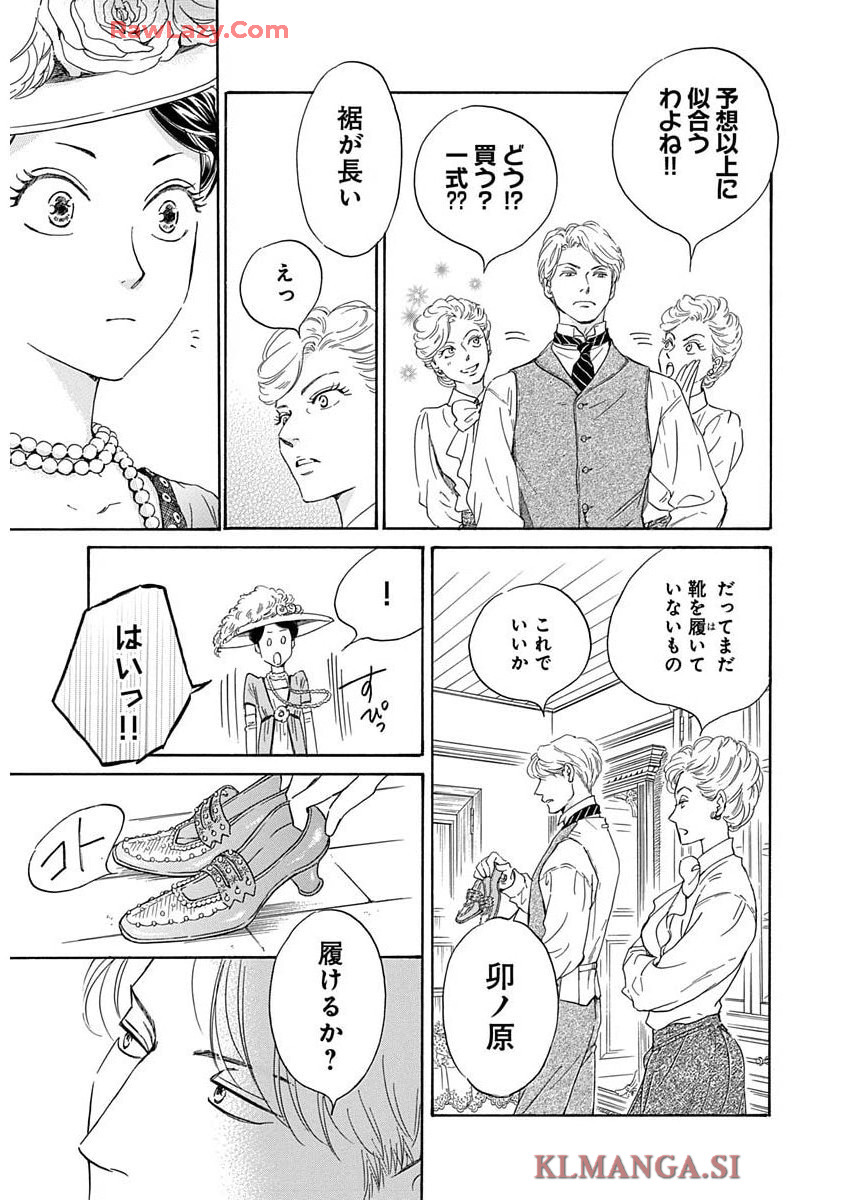 RawLazy.Com
予想以上に
似合う
わよね!!
どう!?
買う?
一式??
裾が長い
えっ
だってまだ
靴を履いて
は
いないもの
これで
いいか
卯ノ原
!
すぴっ
はいっ!!
コト
履けるか?
KLMANGA.SI